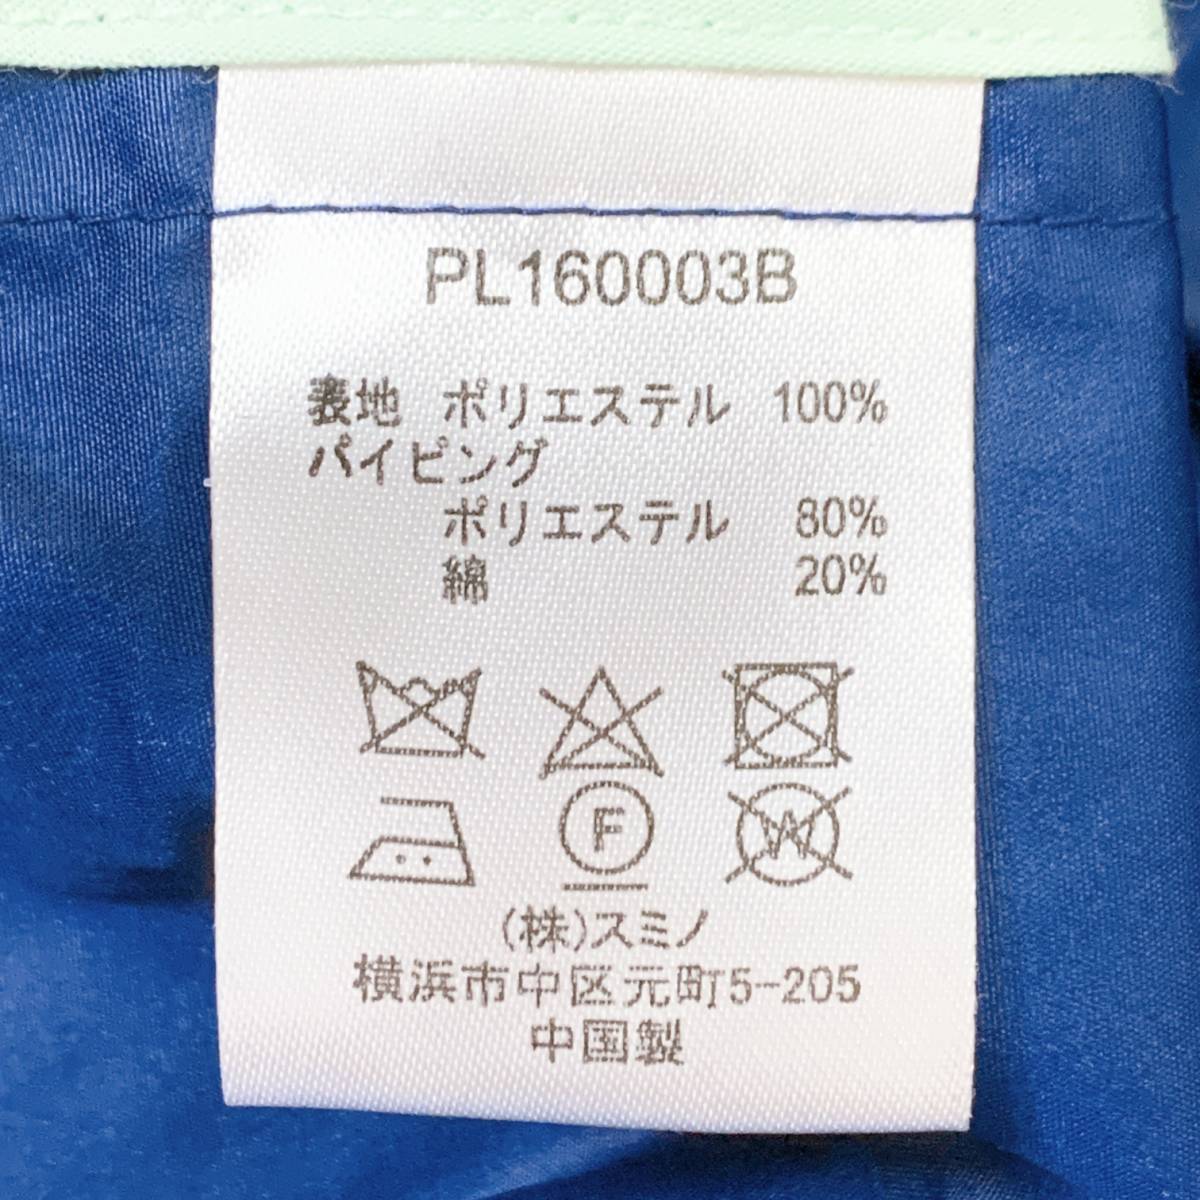 PL160003B
表地 ポリエステル 100%
パイピング
ポリエステル 80%
綿 20%
F W
(株)スミノ
横浜市中区元町5-205
中国製